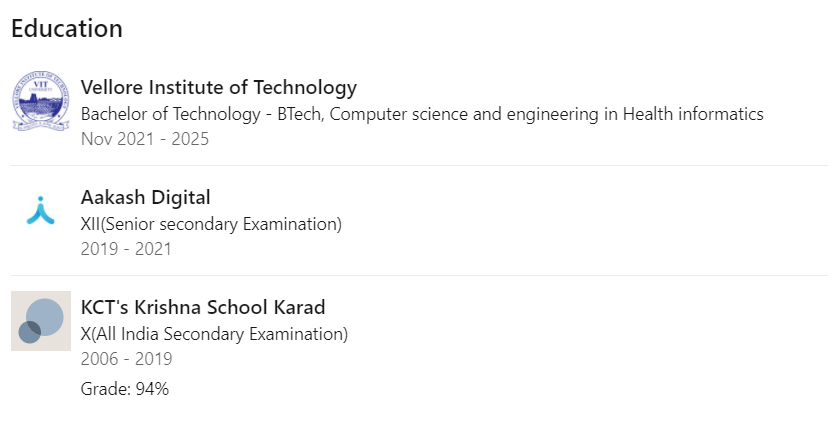 Education
VIT
UNIVERSITY
Vellore Institute of Technology
Bachelor of Technology - BTech, Computer science and engineering in Health informatics
Nov 2021 - 2025
Aakash Digital
XII(Senior secondary Examination)
2019 - 2021
KCT's Krishna School Karad
X(All India Secondary Examination)
2006 - 2019
Grade: 94%